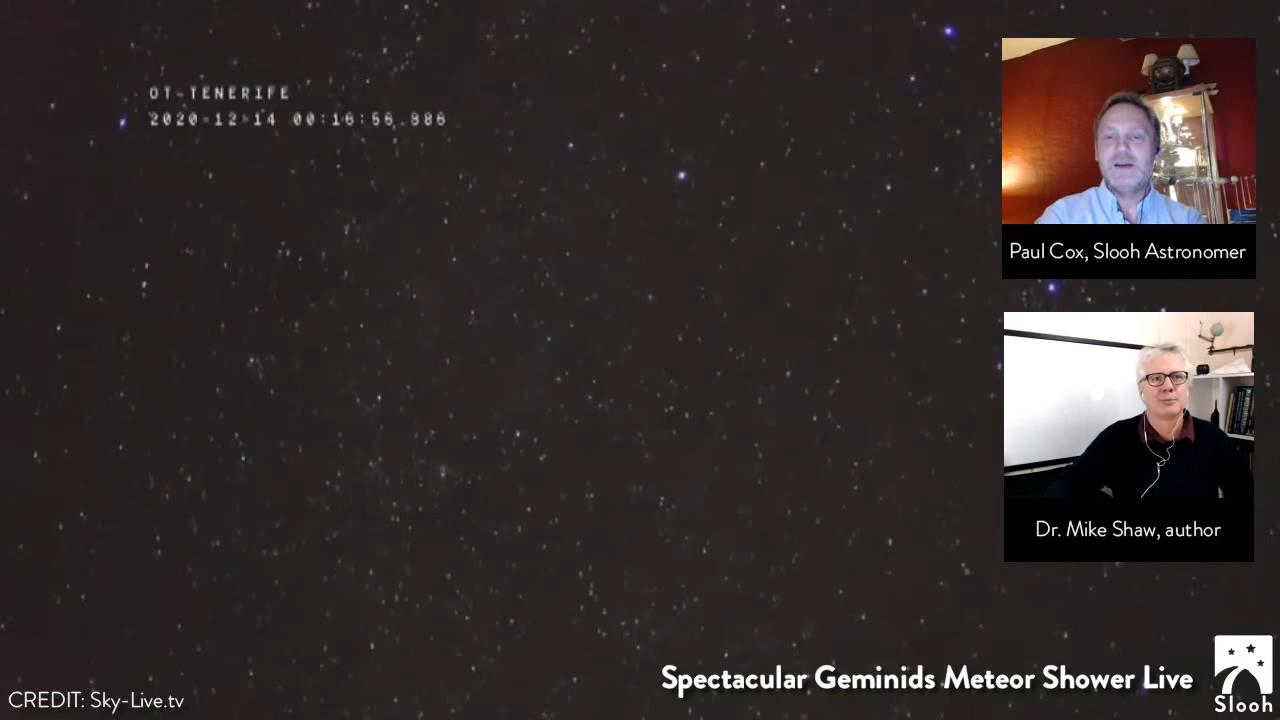 OT-TENERIFE
2020-12-14 00:16:56.986
Paul Cox, Slooh Astronomer
Dr. Mike Shaw, author
Spectacular Geminids Meteor Shower Live
Slooh
CREDIT: Sky-Live.tv